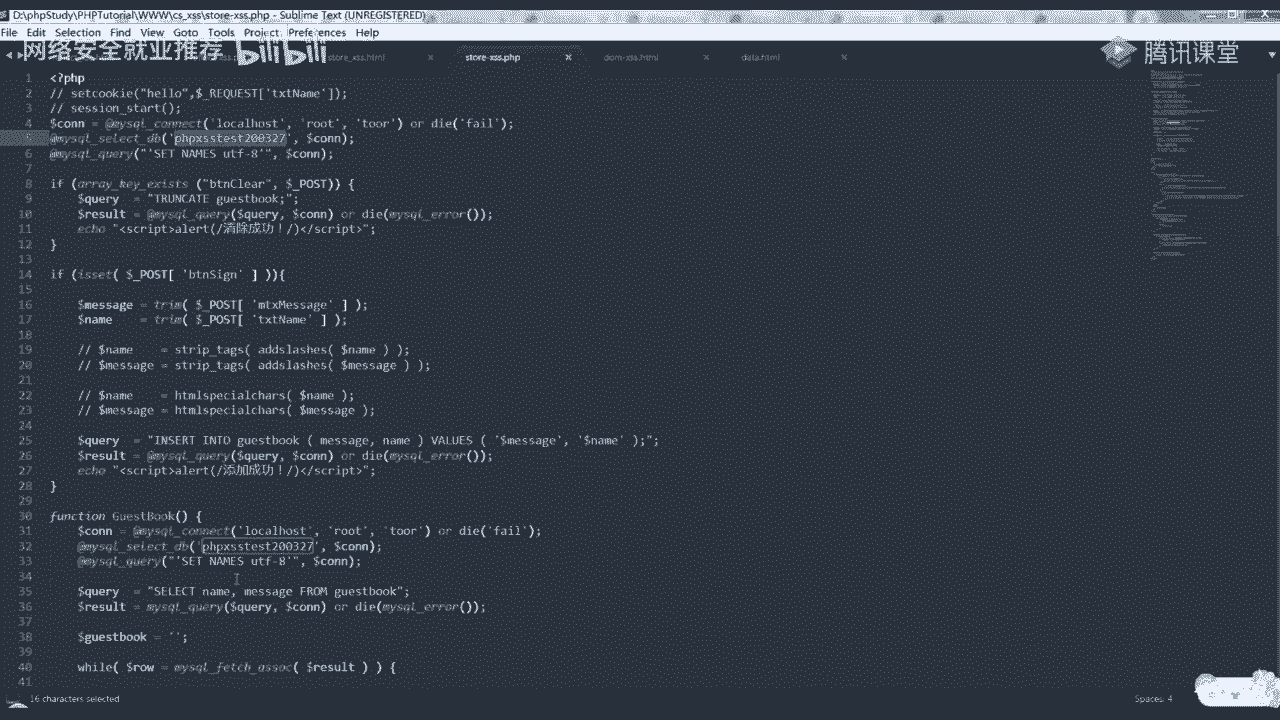 D:\phpStudy\PHPTutorial\WWW\cs_xss\store-xss.php - Sublime Text (UNREGISTERED)
File Edit Selection Find View Goto Tools Project Preferences Help
网络安全就业推荐 bilibili
腾讯课堂
store_xss.html store-xss.php dom-xss.html data.html
1 <?php
2 // setcookie("hello",$_REQUEST['txtName']);
3 // session_start();
4 $conn = @mysql_connect('localhost', 'root', 'toor') or die('fail');
5 @mysql_select_db('phpxsstest200327', $conn);
6 @mysql_query("'SET NAMES utf-8'", $conn);
7
8 if (array_key_exists ("btnClear", $_POST)) {
9 $query = "TRUNCATE guestbook;";
10 $result = @mysql_query($query, $conn) or die(mysql_error());
11 echo "<script>alert(/清除成功！/)</script>";
12 }
13
14 if (isset( $_POST[ 'btnSign' ] )){
15
16 $message = trim( $_POST[ 'mtxMessage' ] );
17 $name = trim( $_POST[ 'txtName' ] );
18
19 // $name = strip_tags( addslashes( $name ) );
20 // $message = strip_tags( addslashes( $message ) );
21
22 // $name = htmlspecialchars( $name );
23 // $message = htmlspecialchars( $message );
24
25 $query = "INSERT INTO guestbook ( message, name ) VALUES ( '$message', '$name' );";
26 $result = @mysql_query($query, $conn) or die(mysql_error());
27 echo "<script>alert(/添加成功！/)</script>";
28 }
29
30 function GuestBook() {
31 $conn = @mysql_connect('localhost', 'root', 'toor') or die('fail');
32 @mysql_select_db('phpxsstest200327', $conn);
33 @mysql_query("'SET NAMES utf-8'", $conn);
34
35 $query = "SELECT name, message FROM guestbook";
36 $result = mysql_query($query, $conn) or die(mysql_error());
37
38 $guestbook = '';
39
40 while( $row = mysql_fetch_assoc( $result ) ) {
41
16 characters selected
Spaces: 4